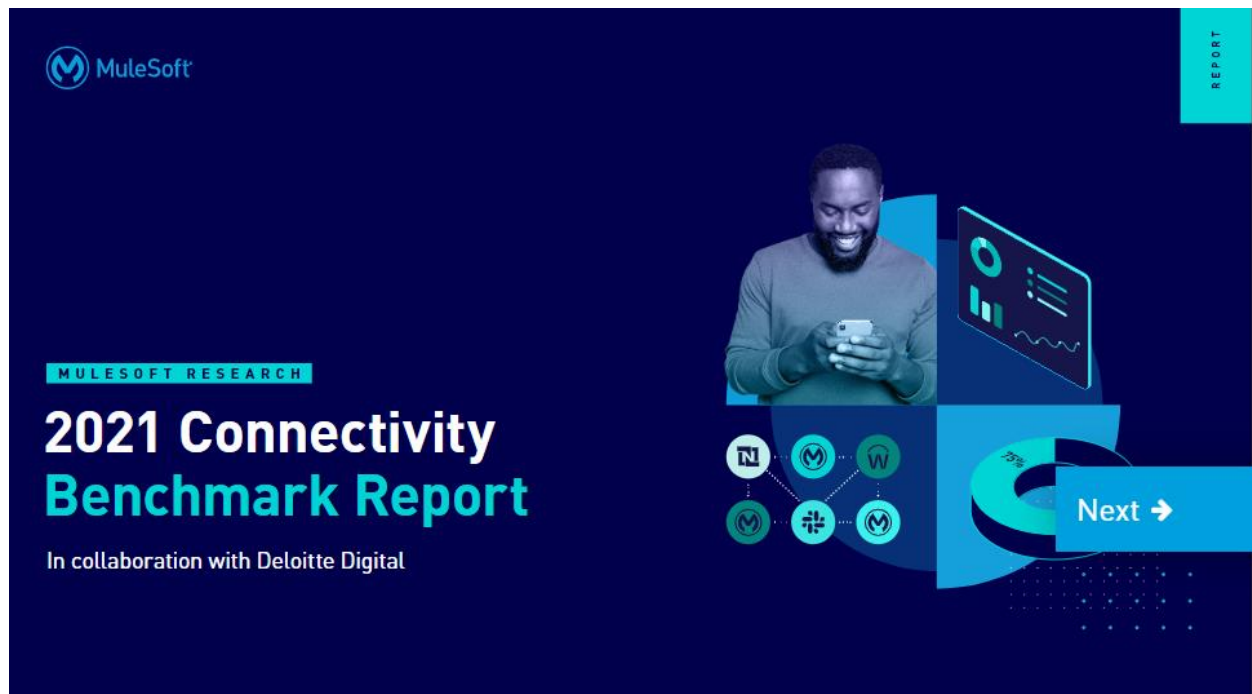 MuleSoft
REPORT
MULESOFT RESEARCH
2021 Connectivity
Benchmark Report
In collaboration with Deloitte Digital
75%
Next